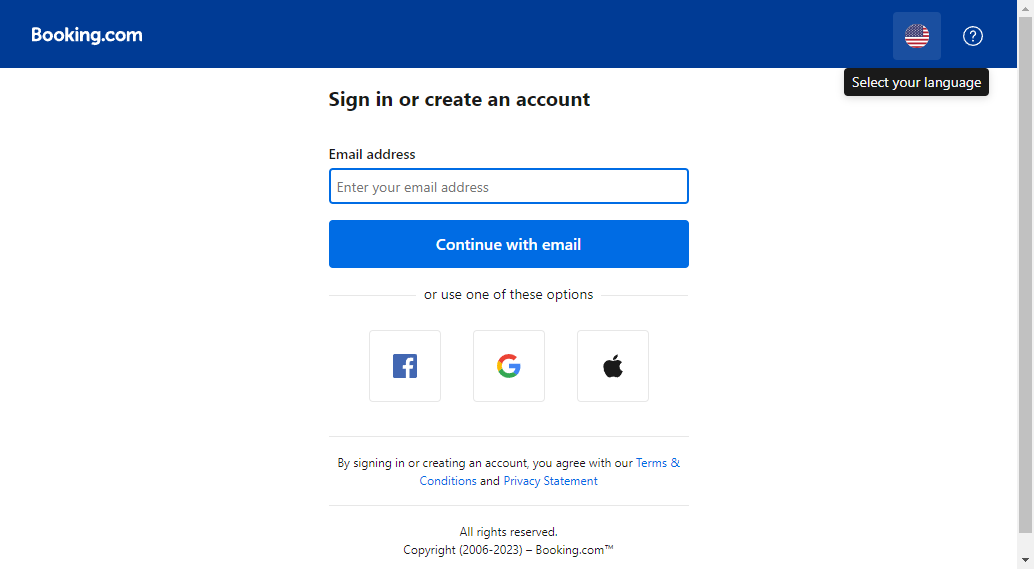 Booking.com
Select your language
Sign in or create an account
Email address
Enter your email address
Continue with email
or use one of these options
By signing in or creating an account, you agree with our Terms &
Conditions and Privacy Statement
All rights reserved.
Copyright (2006-2023) – Booking.com™